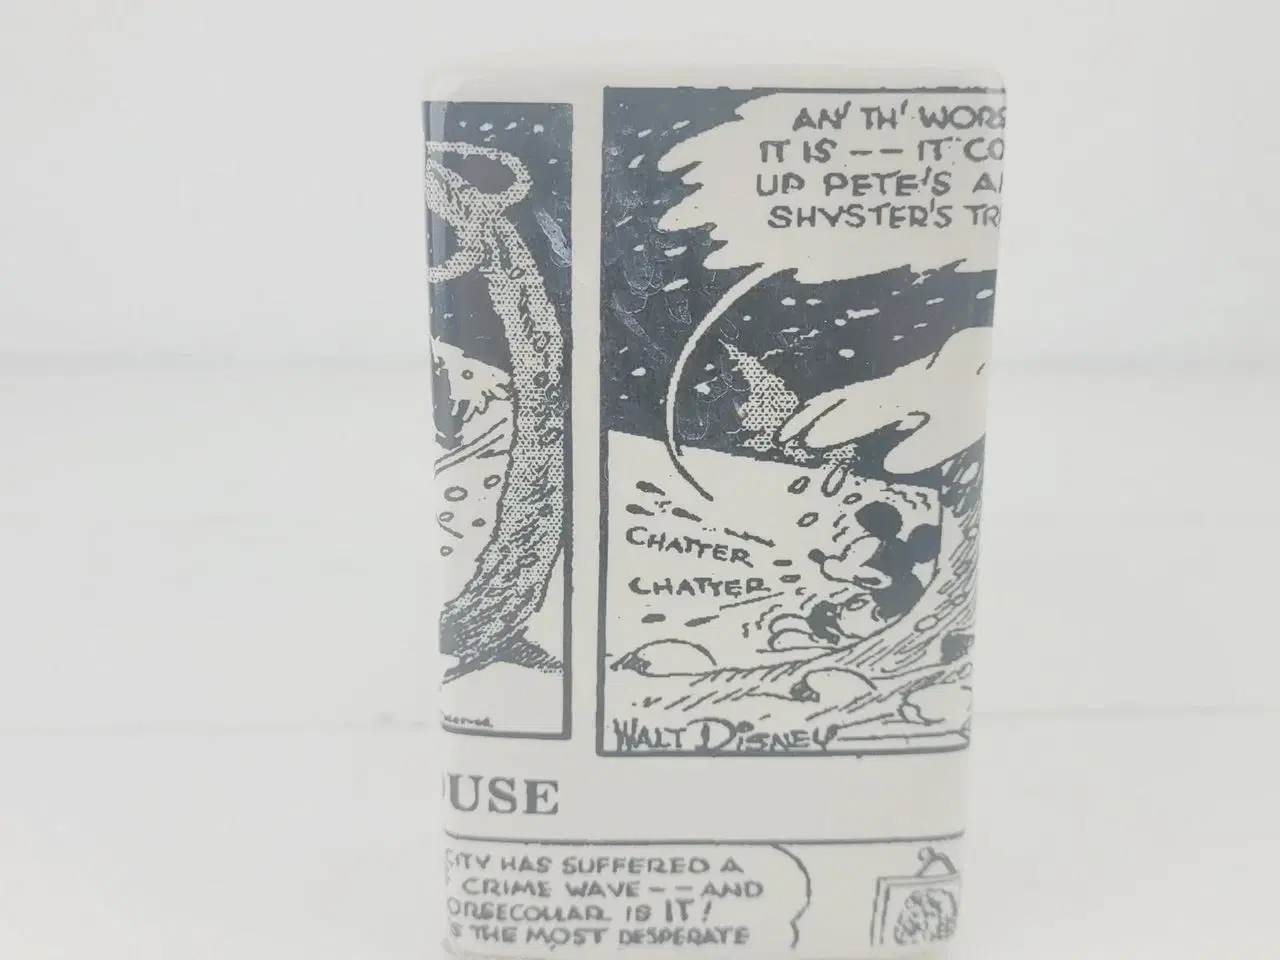 AN' TH' WORS
IT IS -- IT CO
UP PETE'S A
SHYSTER'S TR
CHATTER
CHATTER
WALT DISNEY
OUSE
CITY HAS SUFFERED A
CRIME WAVE -- AND
ORSECOLLAR IS IT!
THE MOST DESPERATE